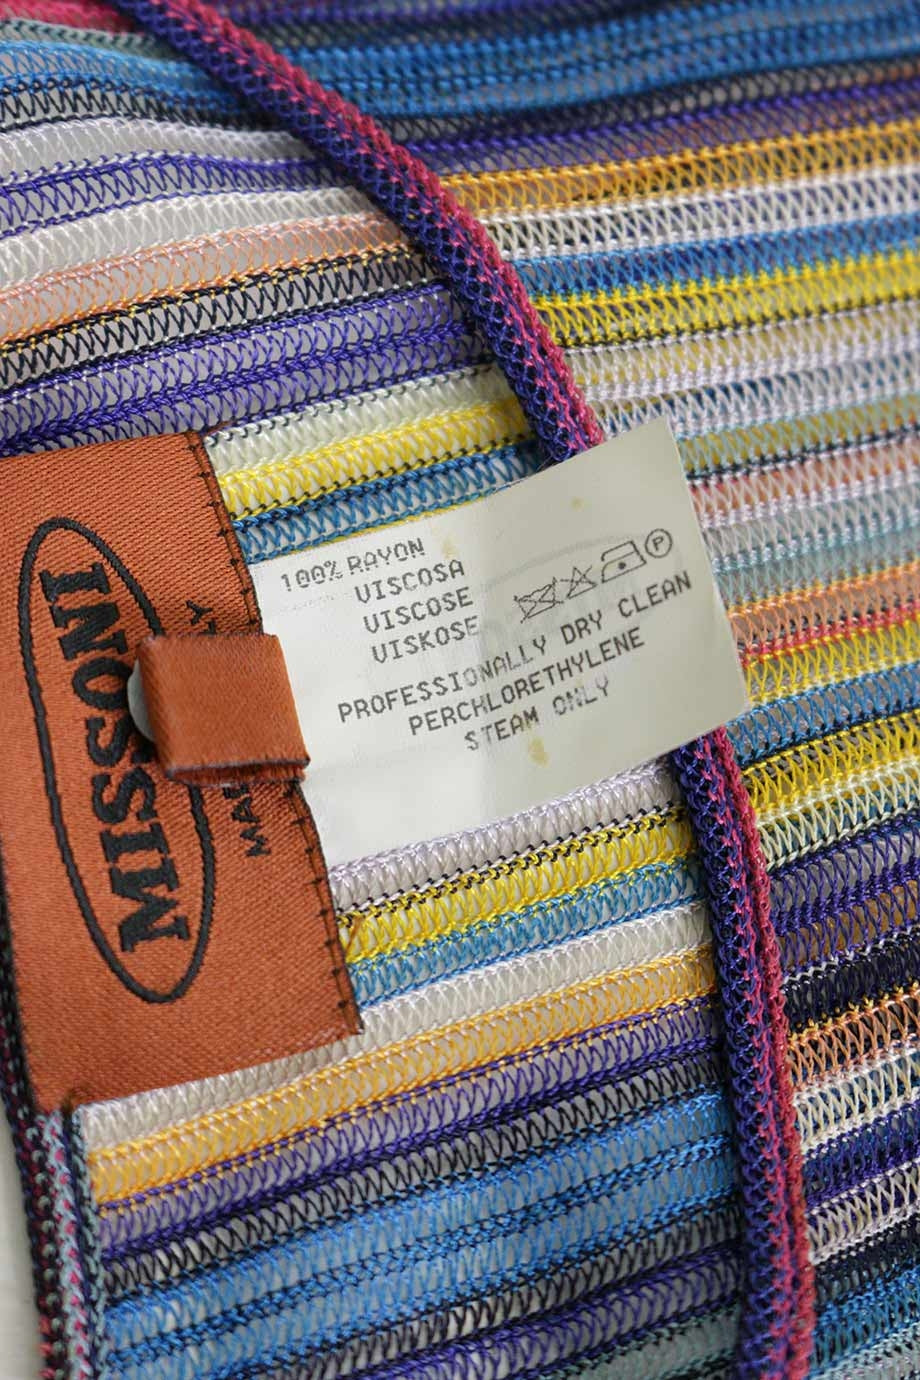 MISSONI
100% RAYON
VISCOSA
VISCOSE
VISKOSE
P
PROFESSIONALLY DRY CLEAN
PERCHLORETHYLENE
STEAM ONLY